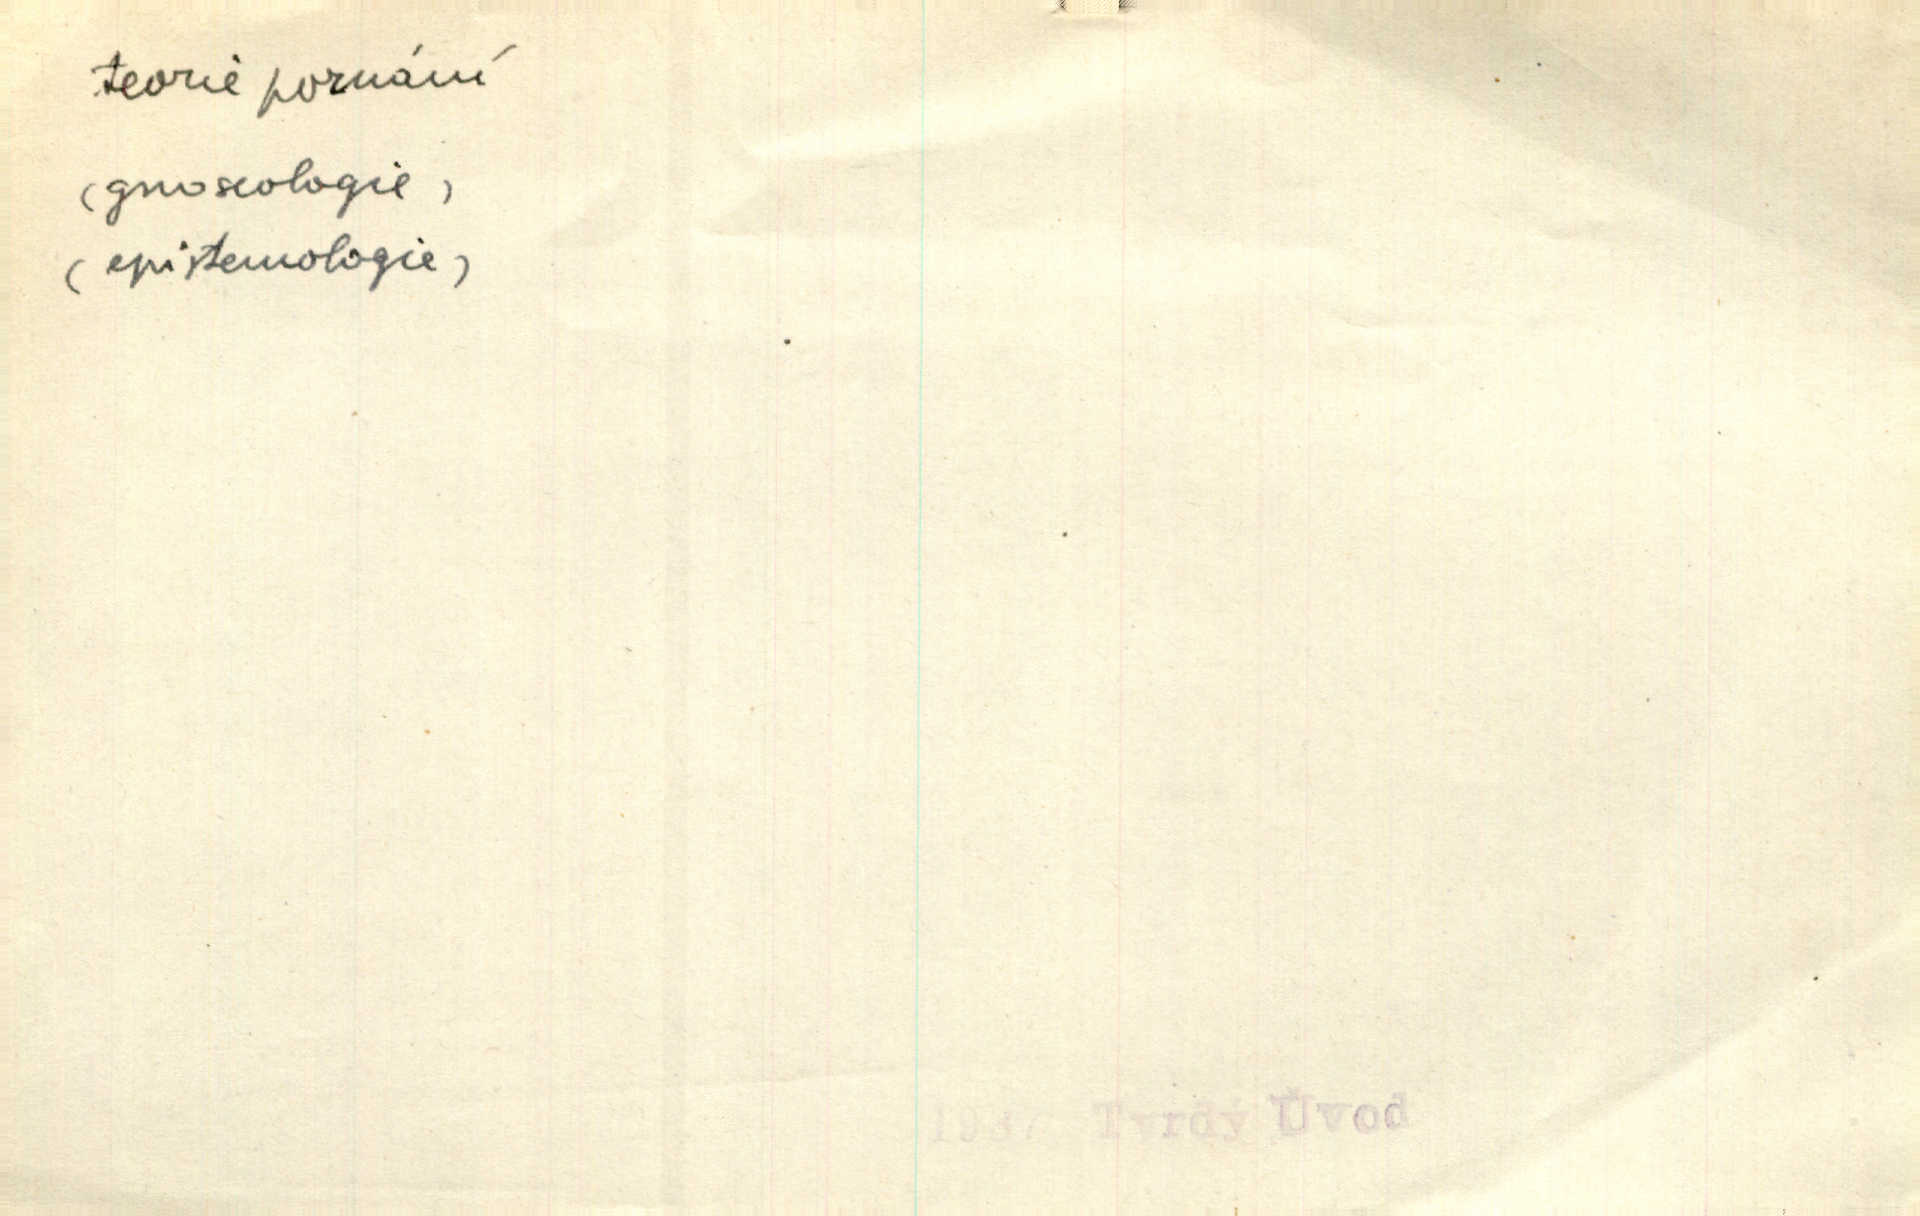 teorie poznání
(gnoseologie)
(epistemologie)
1937 Tvrdý Úvod